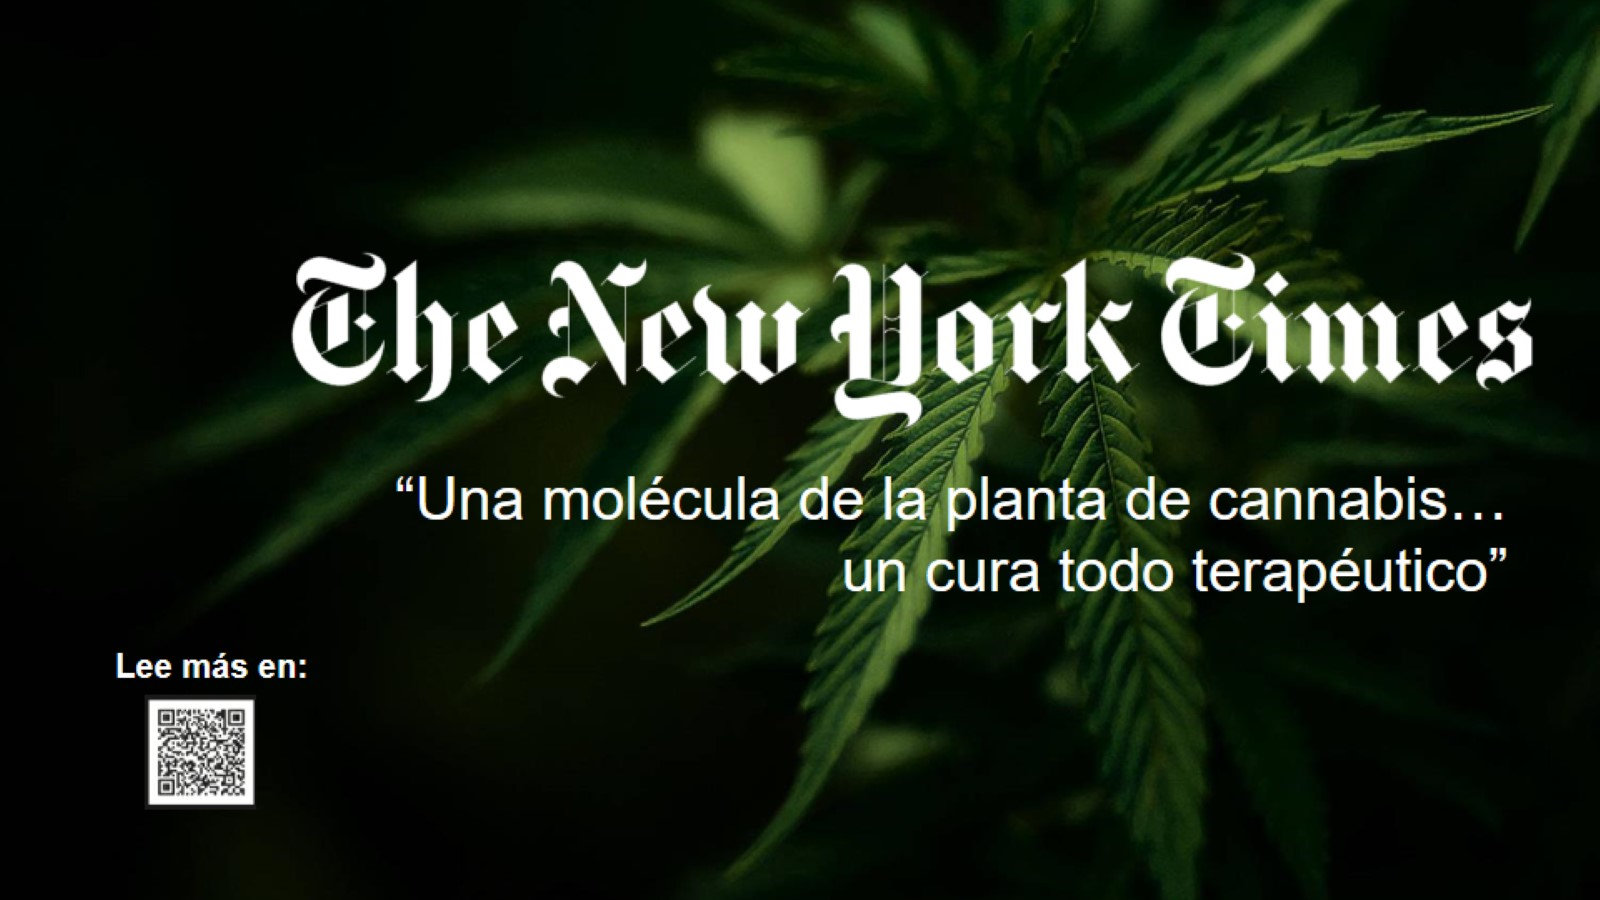 The New York Times
“Una molécula de la planta de cannabis…
un cura todo terapéutico”
Lee más en: